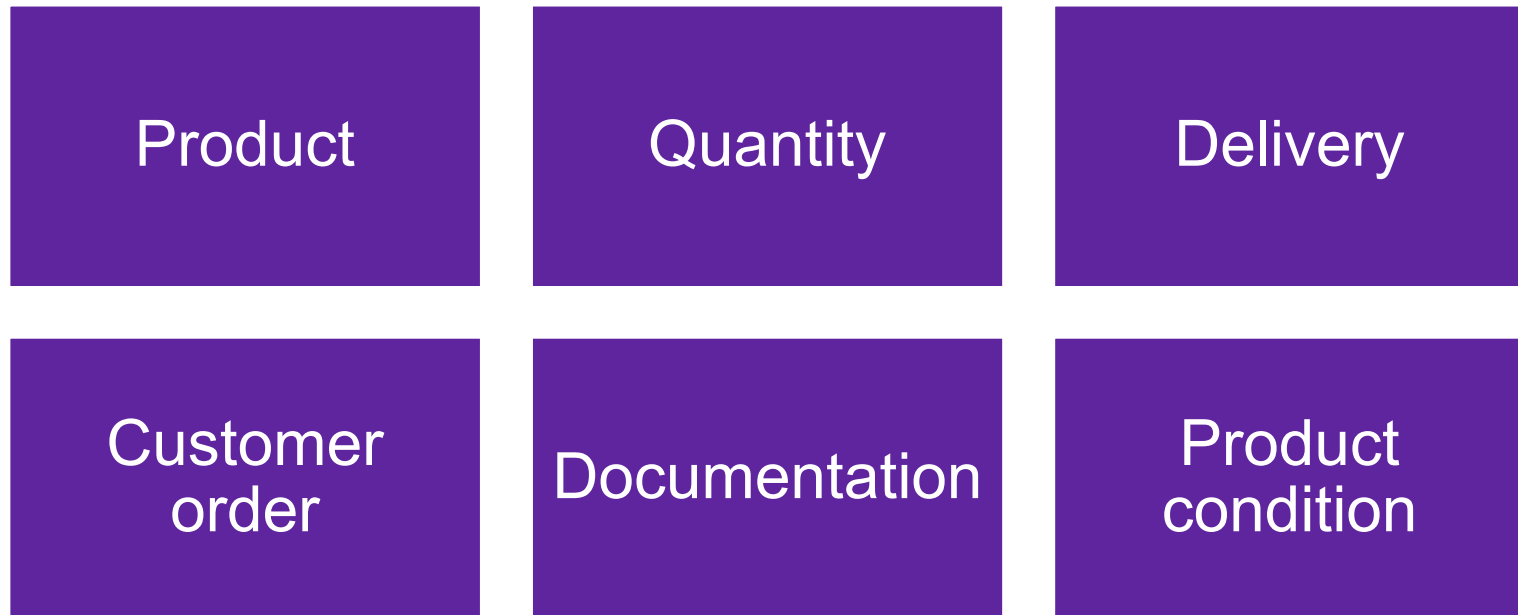 Product
Quantity
Delivery
Customer
order
Documentation
Product
condition